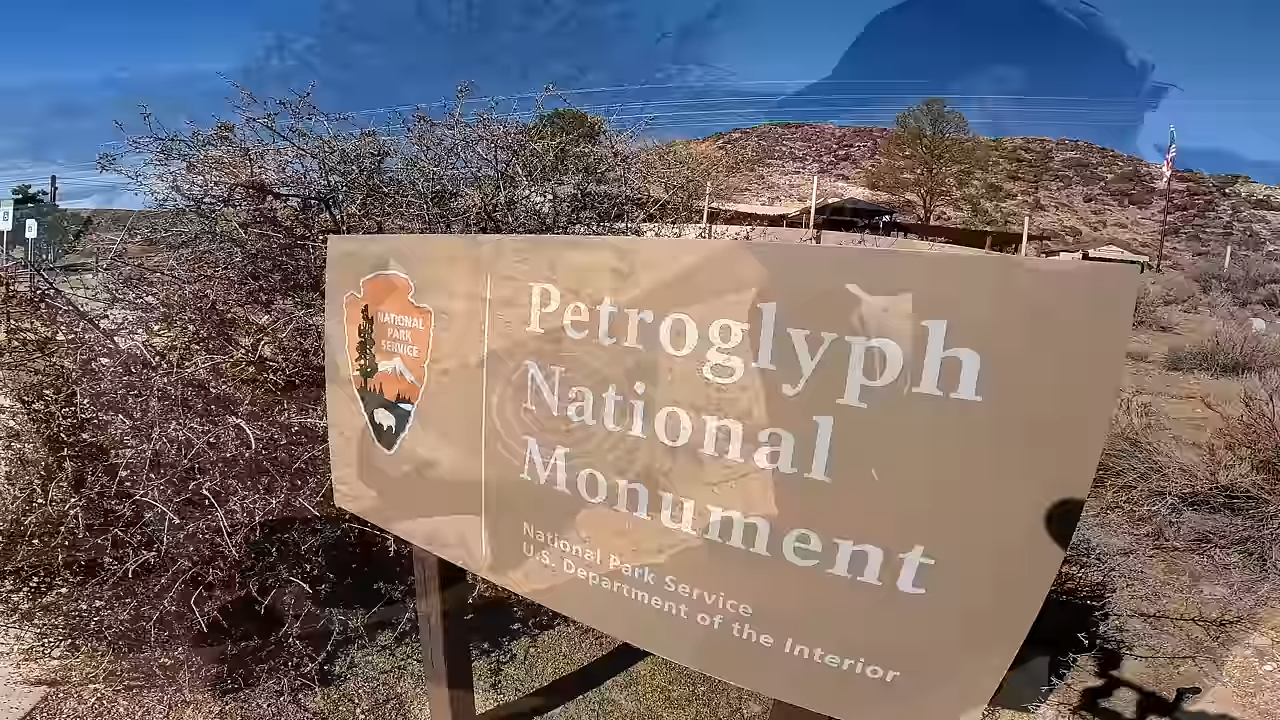 NATIONAL
PARK
SERVICE
Petroglyph
National
Monument
National Park Service
U.S. Department of the Interior